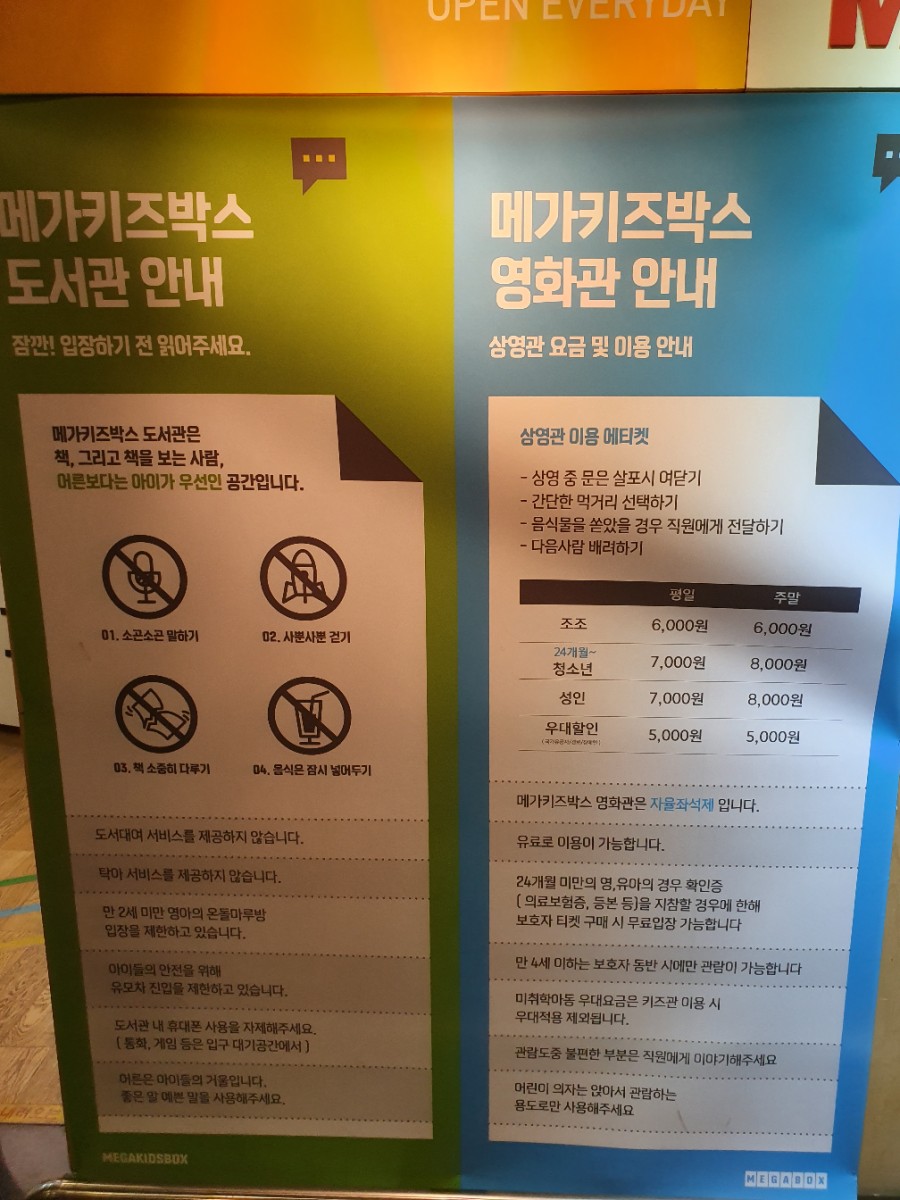 OPEN EVERYDAY
M
메가키즈박스
도서관 안내
잠깐! 입장하기 전 읽어주세요.
메가키즈박스 도서관은
책, 그리고 책을 보는 사람,
어른보다는 아이가 우선인 공간입니다.
01. 소곤소곤 말하기
02. 사뿐사뿐 걷기
03. 책 소중히 다루기
04. 음식은 잠시 넣어두기
도서대여 서비스를 제공하지 않습니다.
탁아 서비스를 제공하지 않습니다.
만 2세 미만 영아의 온돌마루방
입장을 제한하고 있습니다.
아이들의 안전을 위해
유모차 진입을 제한하고 있습니다.
도서관 내 휴대폰 사용을 자제해주세요.
( 통화, 게임 등은 입구 대기공간에서 )
어른은 아이들의 거울입니다.
좋은 말 예쁜 말을 사용해주세요.
MEGAKIDSBOX
메가키즈박스
영화관 안내
상영관 요금 및 이용 안내
상영관 이용 에티켓
- 상영 중 문은 살포시 여닫기
- 간단한 먹거리 선택하기
- 음식물을 쏟았을 경우 직원에게 전달하기
- 다음사람 배려하기
평일 주말
조조 6,000원 6,000원
24개월~
청소년 7,000원 8,000원
성인 7,000원 8,000원
우대할인 5,000원 5,000원
메가키즈박스 영화관은 자율좌석제 입니다.
유료로 이용이 가능합니다.
24개월 미만의 영,유아의 경우 확인증
( 의료보험증, 등본 등)을 지참할 경우에 한해
보호자 티켓 구매 시 무료입장 가능합니다
만 4세 이하는 보호자 동반 시에만 관람이 가능합니다
미취학아동 우대요금은 키즈관 이용 시
우대적용 제외됩니다.
관람도중 불편한 부분은 직원에게 이야기해주세요
어린이 의자는 앉아서 관람하는
용도로만 사용해주세요
MEGABOX